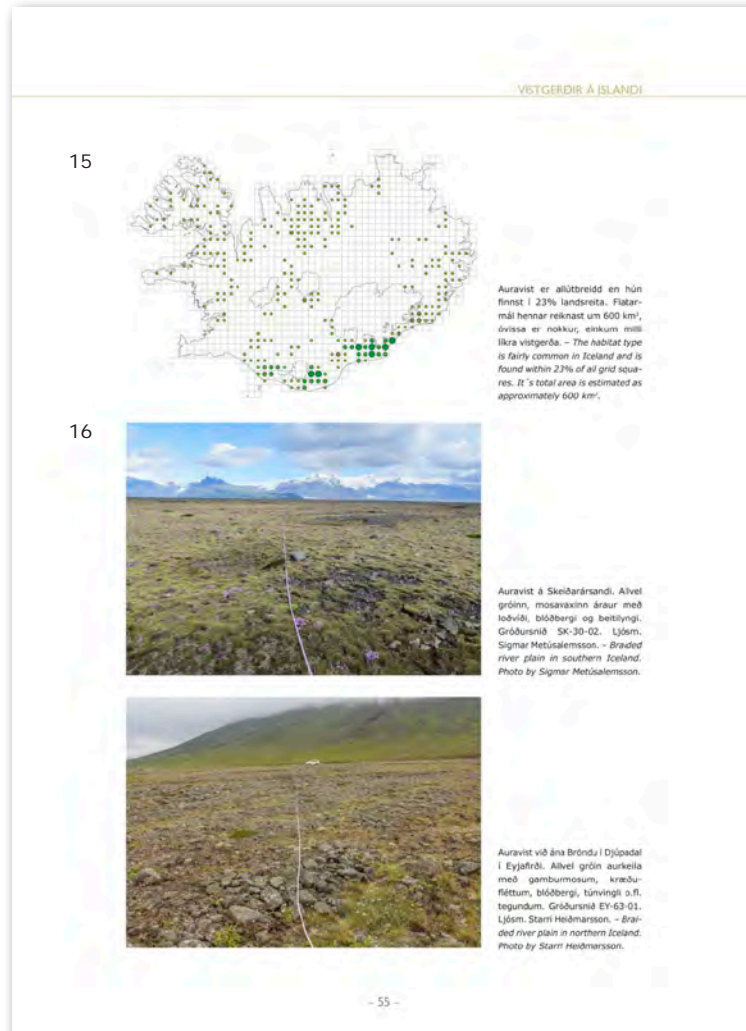 VISTGERÐIR Á ÍSLANDI
15
Auravist er allútbreidd en hún
finnst í 23% landsreita. Flatar-
mál hennar reiknast um 600 km²,
óvissa er nokkur, einkum milli
líkra vistgerða. – The habitat type
is fairly common in Iceland and is
found within 23% of all grid squa-
res. It´s total area is estimated as
approximately 600 km².
16
Auravist á Skeiðarársandi. Allvel
gróinn, mosavaxinn áraur með
loðvíði, blóðbergi og beitilyngi.
Gróðursnið SK-30-02. Ljósm.
Sigmar Metúsalemsson. – Braided
river plain in southern Iceland.
Photo by Sigmar Metúsalemsson.
Auravist við ána Bröndu í Djúpadal
í Eyjafirði. Allvel gróin aurkeila
með gamburmosum, kræðu-
fléttum, blóðbergi, túnvingli o.fl.
tegundum. Gróðursnið EY-63-01.
Ljósm. Starri Heiðmarsson. – Brai-
ded river plain in northern Iceland.
Photo by Starri Heiðmarsson.
– 55 –